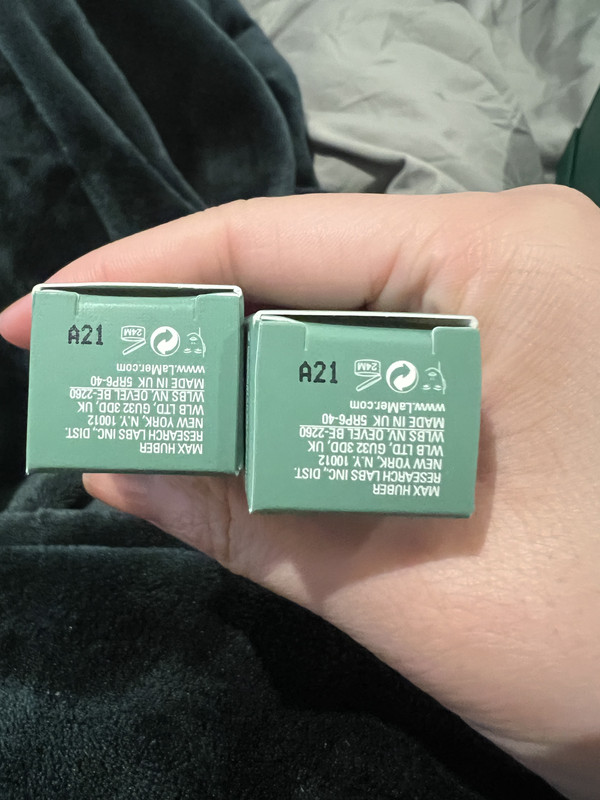 A21
24M
MAX HUBER
RESEARCH LABS INC., DIST.
NEW YORK, N.Y. 10012
WLB LTD, GU32 3DD, UK
WLBS NV. OEVEL BE-2260
MADE IN UK 5RP6-40
www.LaMer.com
A21
24M
MAX HUBER
RESEARCH LABS INC., DIST.
NEW YORK, N.Y. 10012
WLB LTD, GU32 3DD, UK
WLBS NV. OEVEL BE-2260
MADE IN UK 5RP6-40
www.LaMer.com